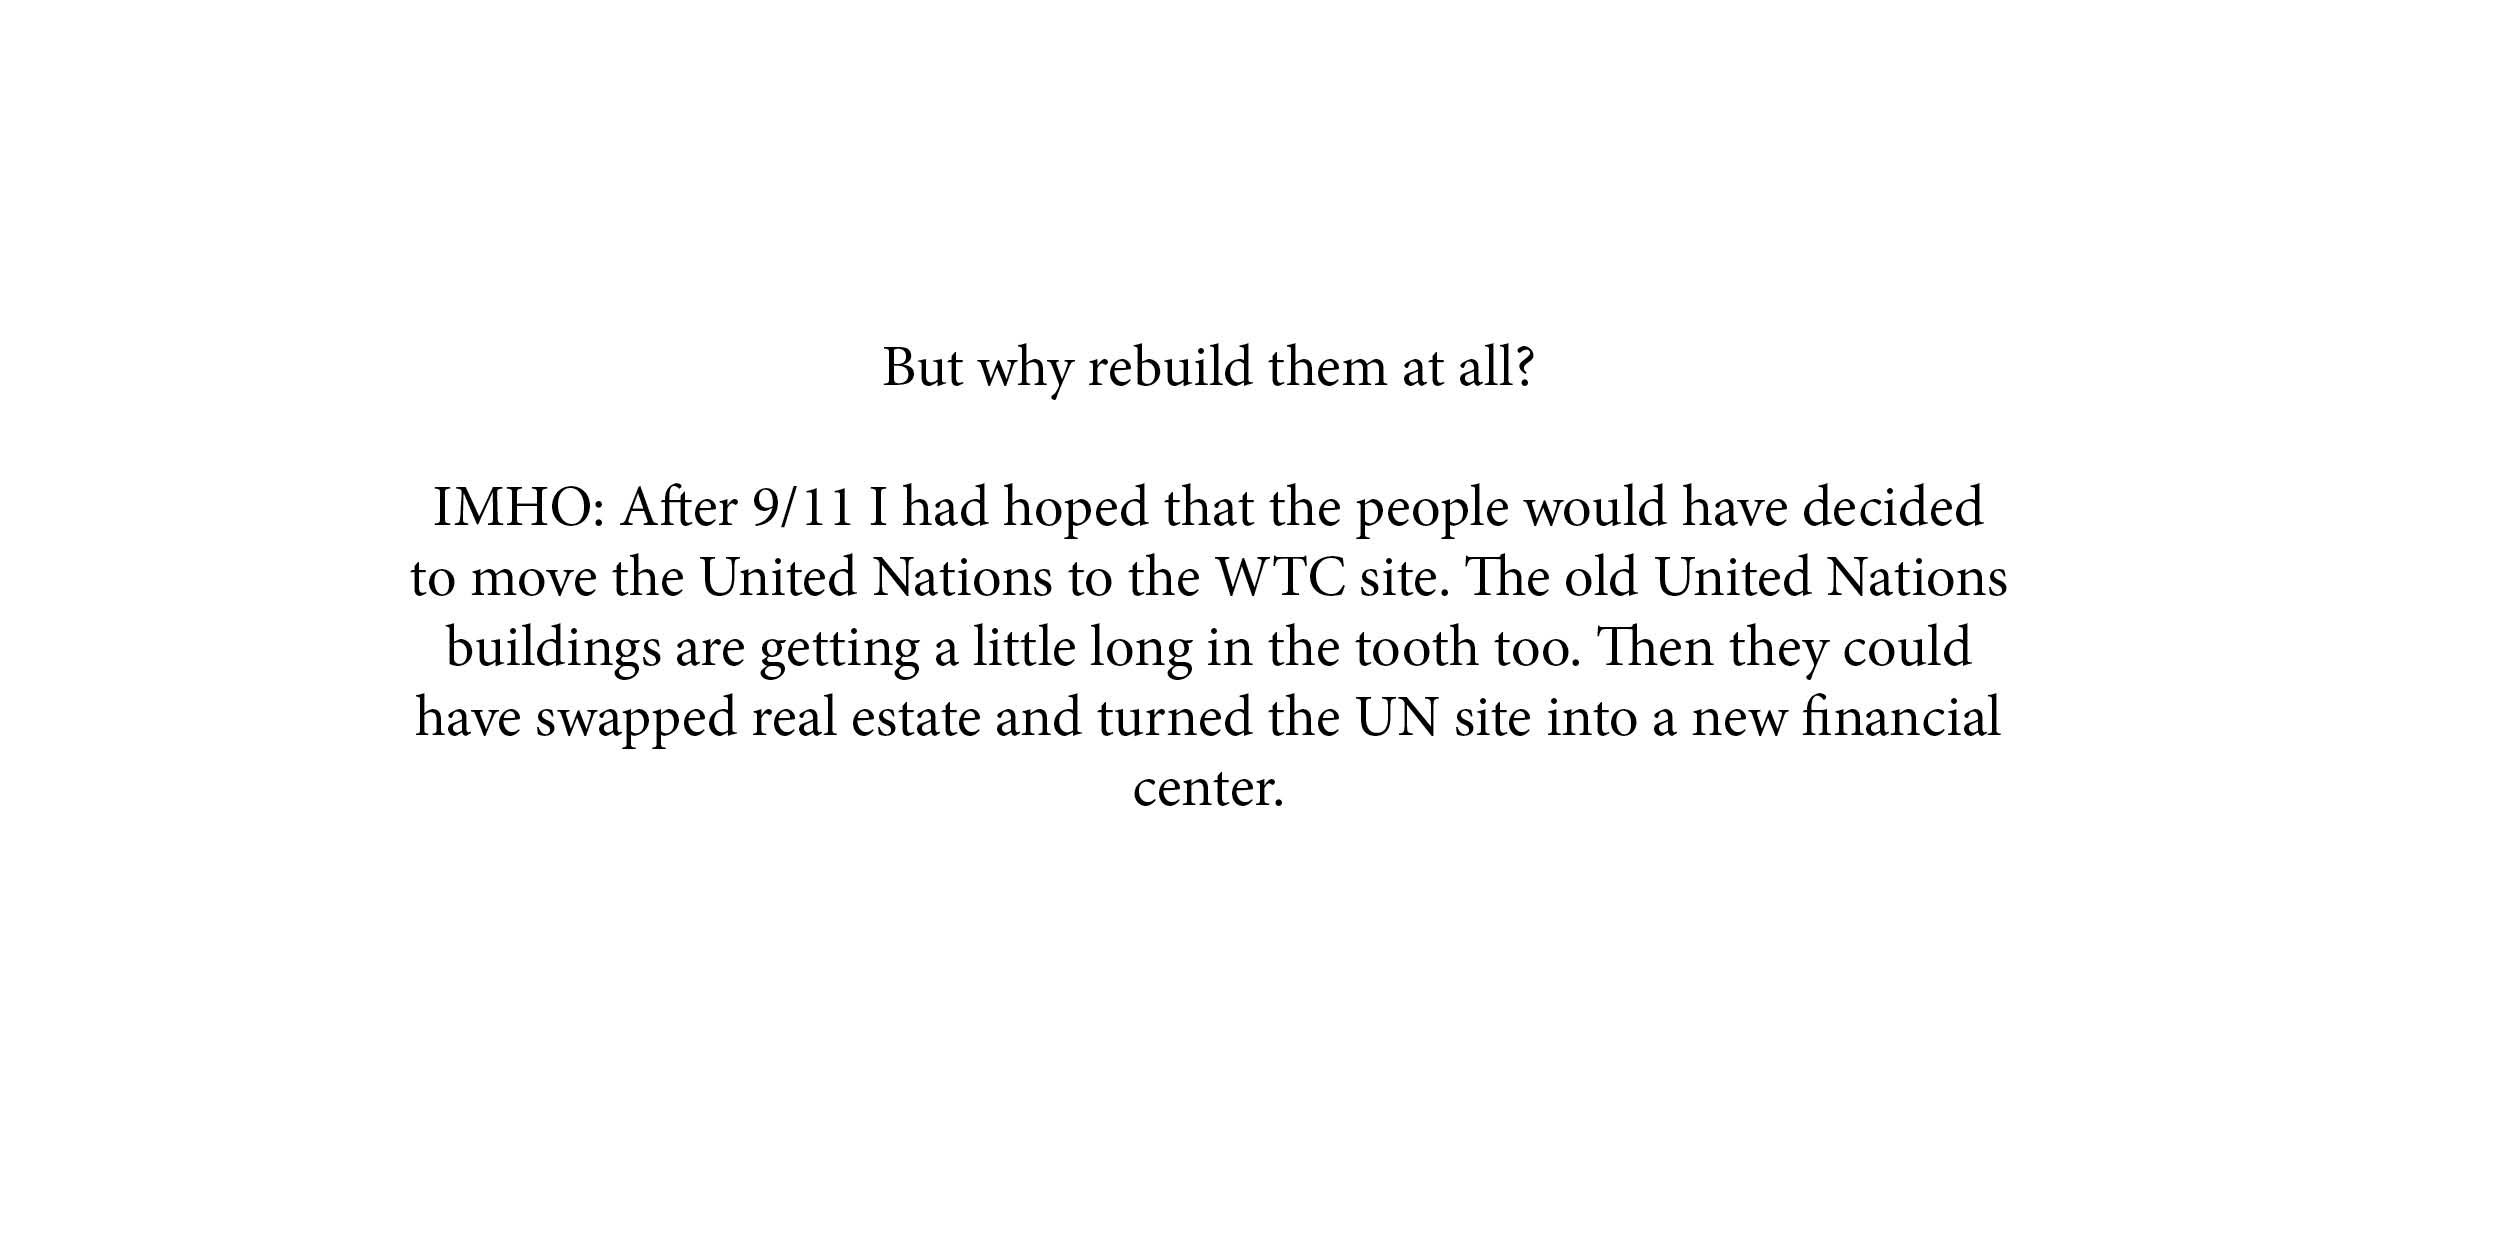 But why rebuild them at all?
IMHO: After 9/11 I had hoped that the people would have decided
to move the United Nations to the WTC site. The old United Nations
buildings are getting a little long in the tooth too. Then they could
have swapped real estate and turned the UN site into a new financial
center.